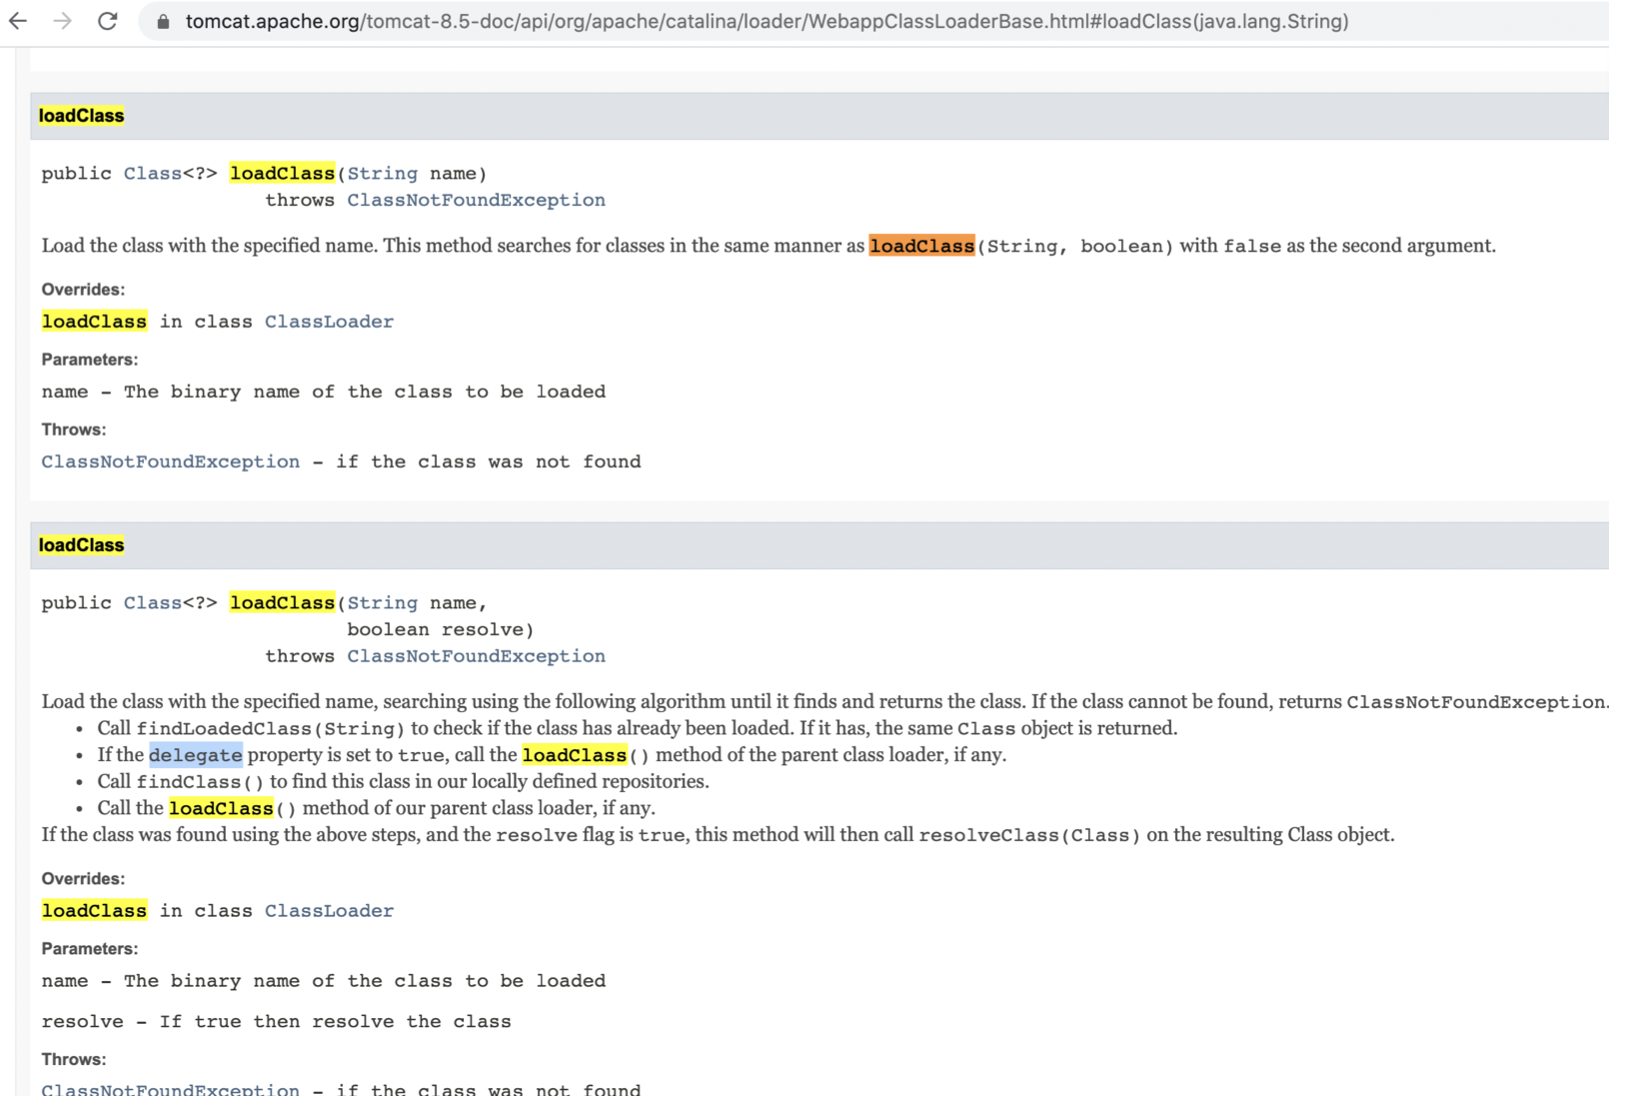 tomcat.apache.org/tomcat-8.5-doc/api/org/apache/catalina/loader/WebappClassLoaderBase.html#loadClass(java.lang.String)
loadClass
public Class<?> loadClass(String name)
throws ClassNotFoundException
Load the class with the specified name. This method searches for classes in the same manner as loadClass(String, boolean) with false as the second argument.
Overrides:
loadClass in class ClassLoader
Parameters:
name - The binary name of the class to be loaded
Throws:
ClassNotFoundException - if the class was not found
loadClass
public Class<?> loadClass(String name,
boolean resolve)
throws ClassNotFoundException
Load the class with the specified name, searching using the following algorithm until it finds and returns the class. If the class cannot be found, returns ClassNotFoundException.
• Call findLoadedClass(String) to check if the class has already been loaded. If it has, the same Class object is returned.
• If the delegate property is set to true, call the loadClass() method of the parent class loader, if any.
• Call findClass() to find this class in our locally defined repositories.
• Call the loadClass() method of our parent class loader, if any.
If the class was found using the above steps, and the resolve flag is true, this method will then call resolveClass(Class) on the resulting Class object.
Overrides:
loadClass in class ClassLoader
Parameters:
name - The binary name of the class to be loaded
resolve - If true then resolve the class
Throws:
ClassNotFoundException - if the class was not found